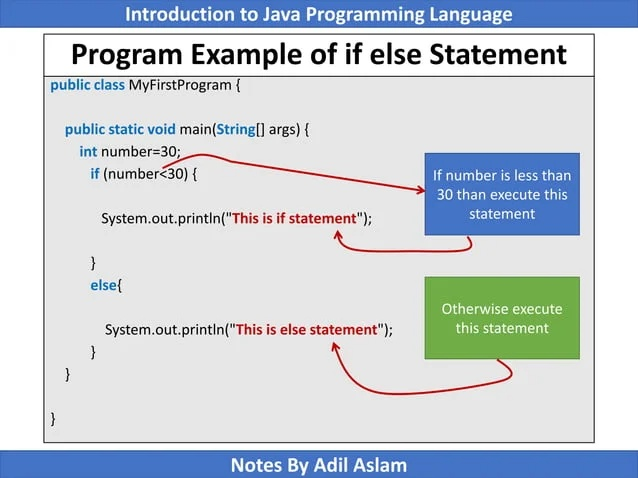 Introduction to Java Programming Language
Program Example of if else Statement
public class MyFirstProgram {
public static void main(String[] args) {
int number=30;
if (number<30) {
System.out.println("This is if statement");
}
else{
System.out.println("This is else statement");
}
}
}
If number is less than
30 than execute this
statement
Otherwise execute
this statement
Notes By Adil Aslam